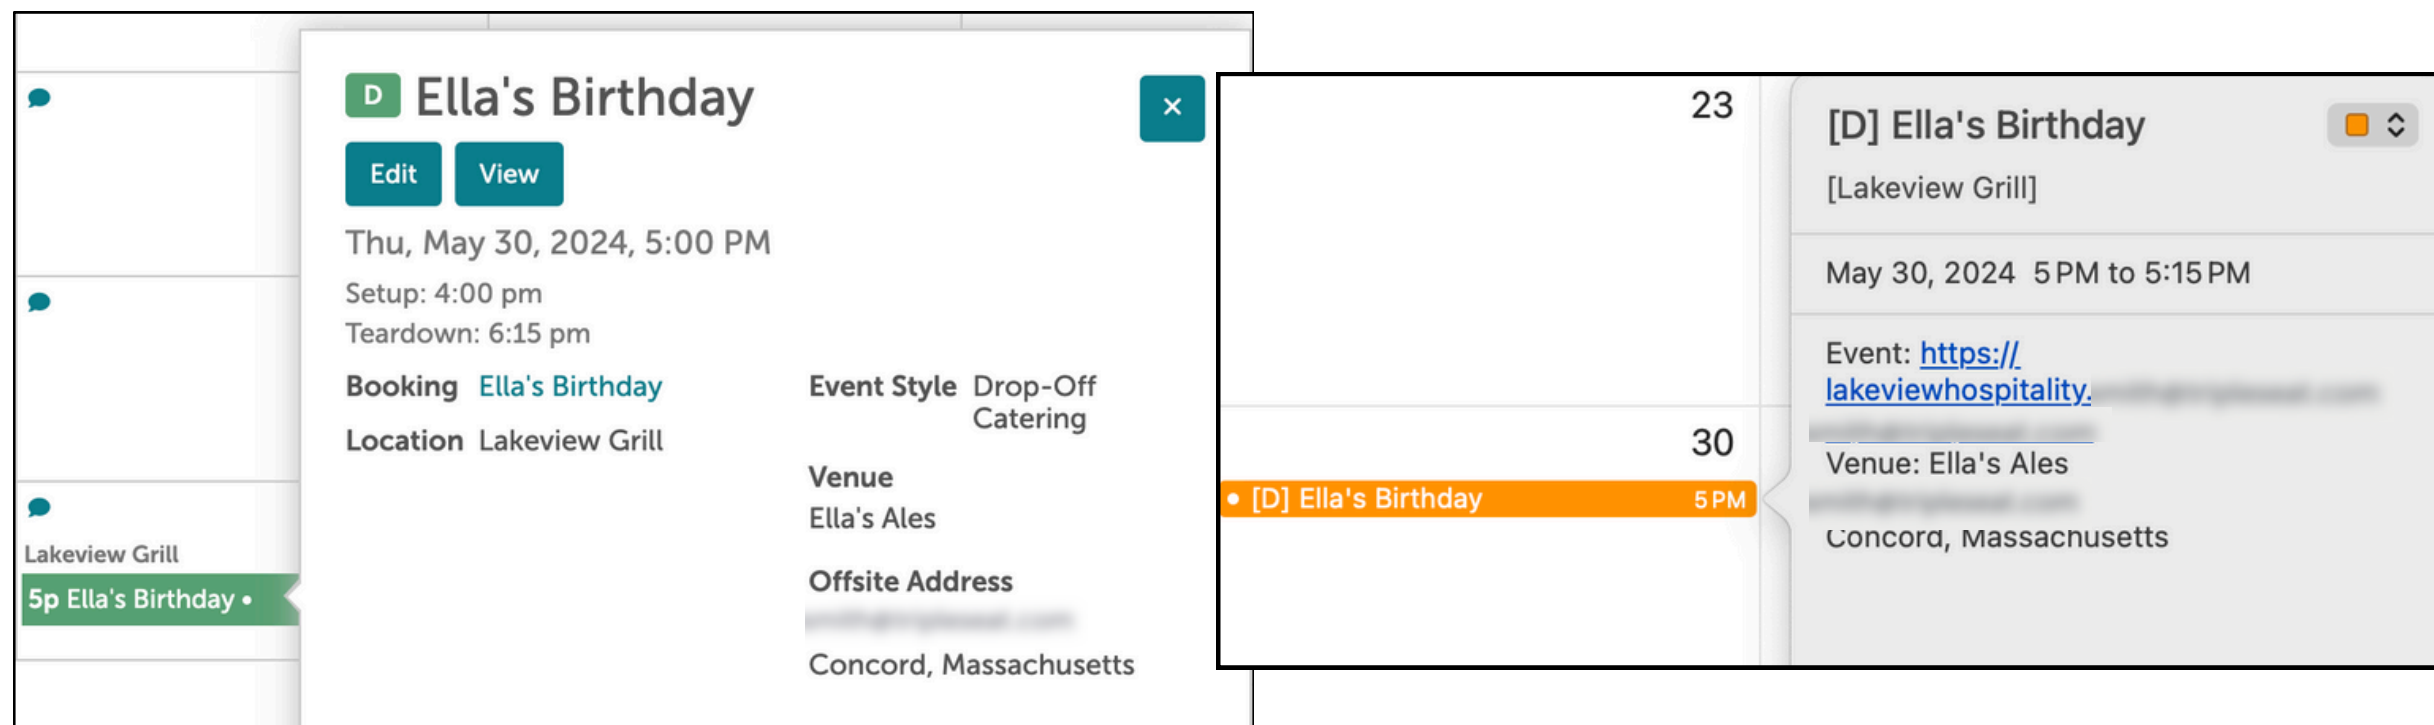 D Ella's Birthday
×
Edit View
Thu, May 30, 2024, 5:00 PM
Setup: 4:00 pm
Teardown: 6:15 pm
Booking Ella's Birthday
Location Lakeview Grill
Event Style Drop-Off
Catering
Venue
Ella's Ales
Offsite Address
Concord, Massachusetts
Lakeview Grill
5p Ella's Birthday •
23
30
• [D] Ella's Birthday 5 PM
[D] Ella's Birthday
[Lakeview Grill]
May 30, 2024 5 PM to 5:15 PM
Event: https://
lakeviewhospitality.
Venue: Ella's Ales
Concord, Massachusetts